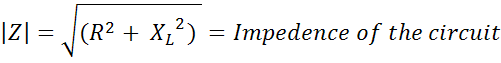 |Z| = √(R² + X_L²) = Impedence of the circuit